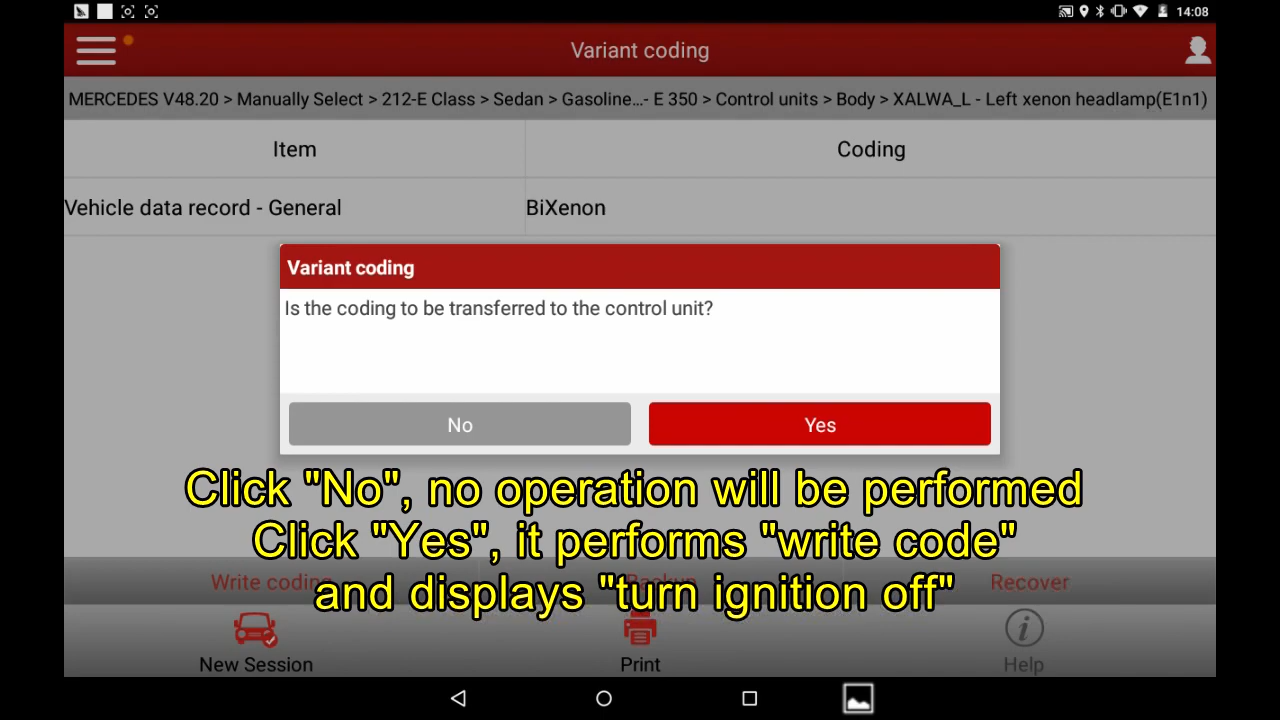 14:08
Variant coding
MERCEDES V48.20 > Manually Select > 212-E Class > Sedan > Gasoline...- E 350 > Control units > Body > XALWA_L - Left xenon headlamp(E1n1)
Item Coding
Vehicle data record - General BiXenon
Variant coding
Is the coding to be transferred to the control unit?
No Yes
Click "No", no operation will be performed
Click "Yes", it performs "write code"
Write coding Backup Recover
and displays "turn ignition off"
New Session Print Help